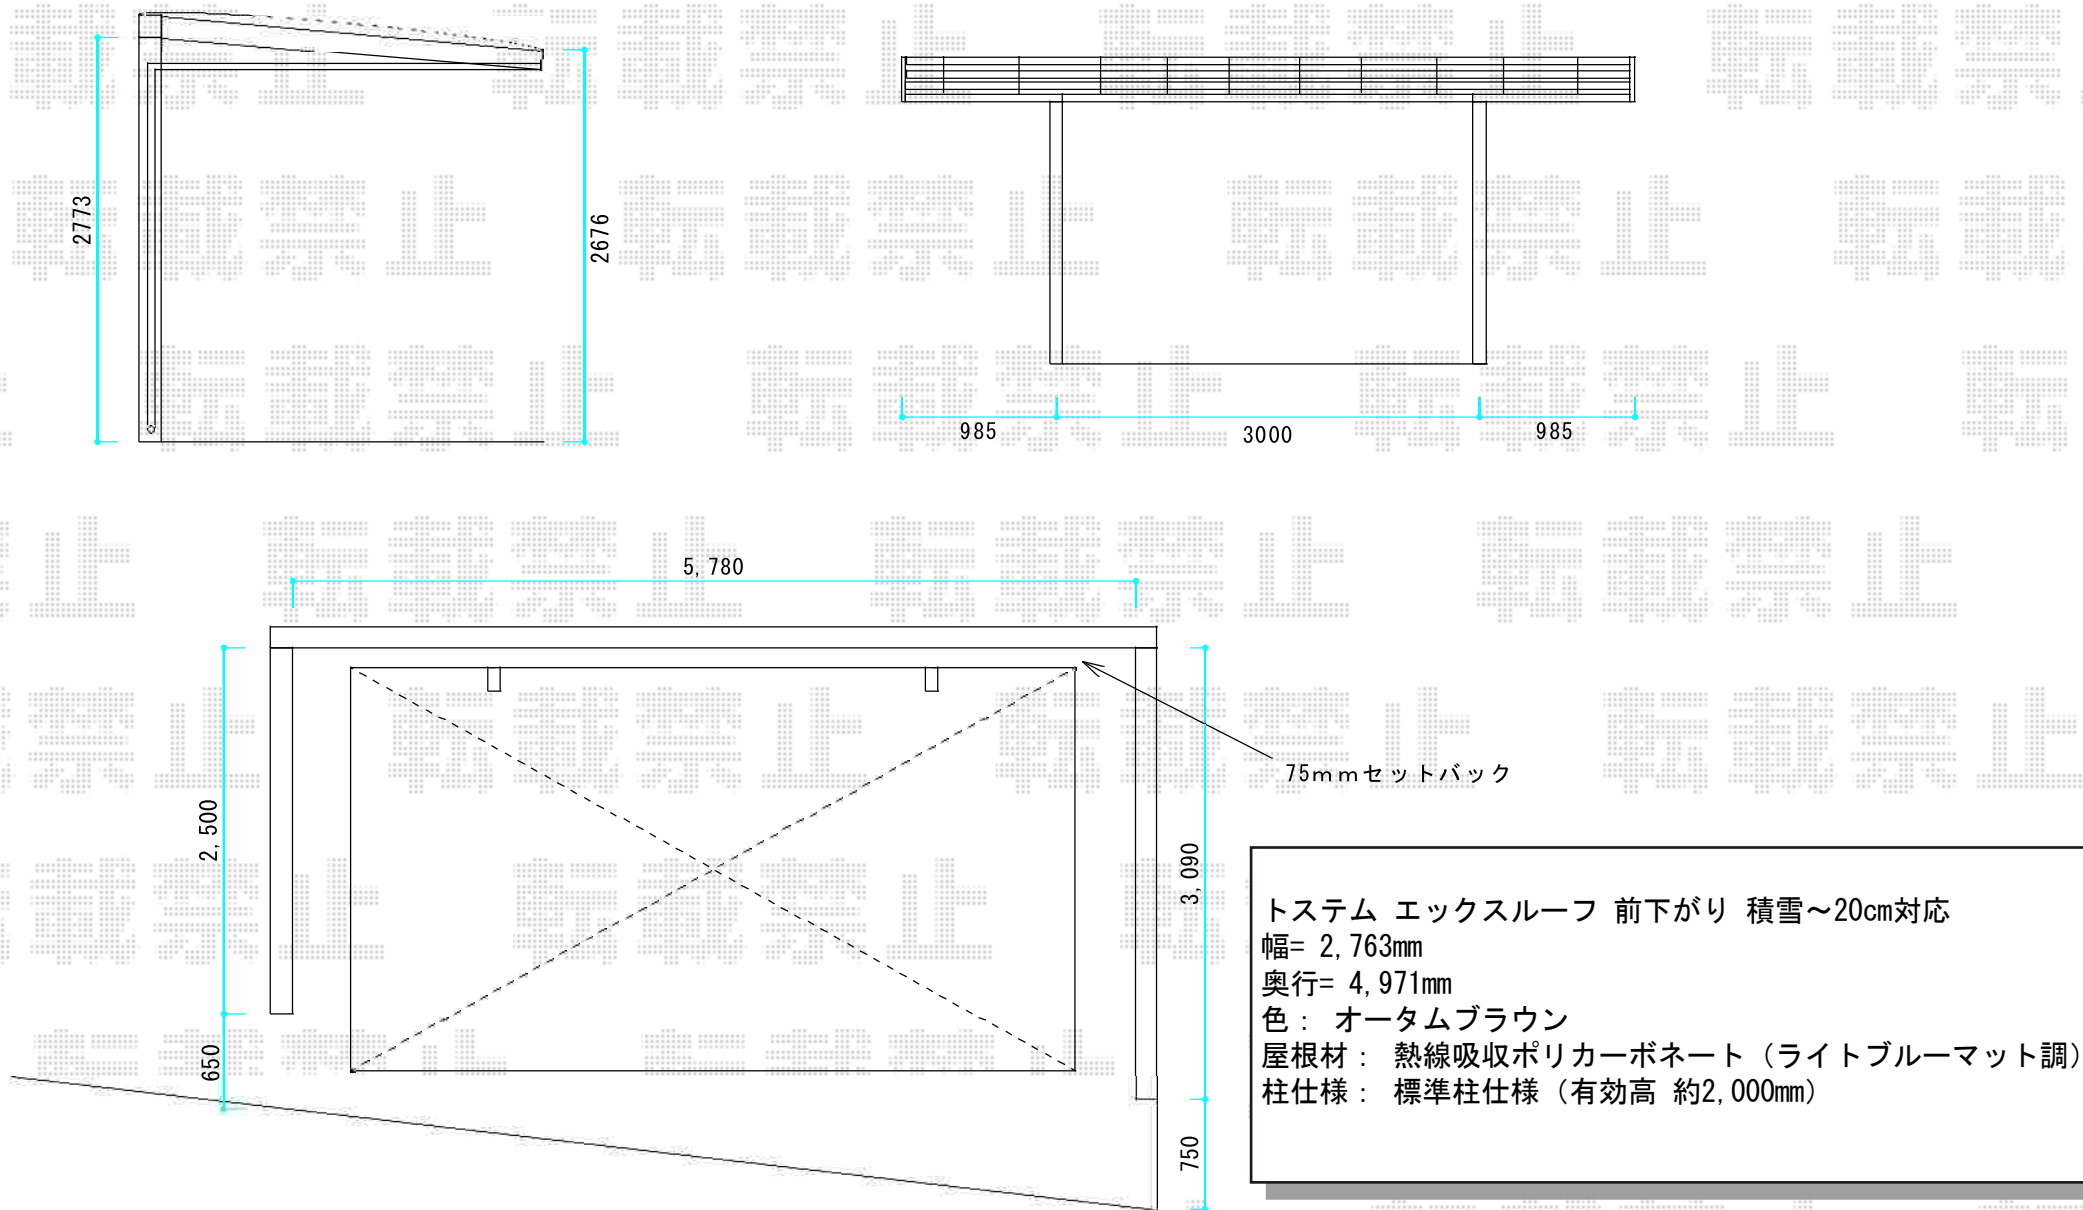 2773
2676
985
3000
985
5,780
2,500
650
3,090
750
75mmセットバック
トステム エックスルーフ 前下がり 積雪～20cm対応
幅= 2,763mm
奥行= 4,971mm
色： オータムブラウン
屋根材： 熱線吸収ポリカーボネート（ライトブルーマット調）
柱仕様： 標準柱仕様（有効高 約2,000mm）
転載禁止